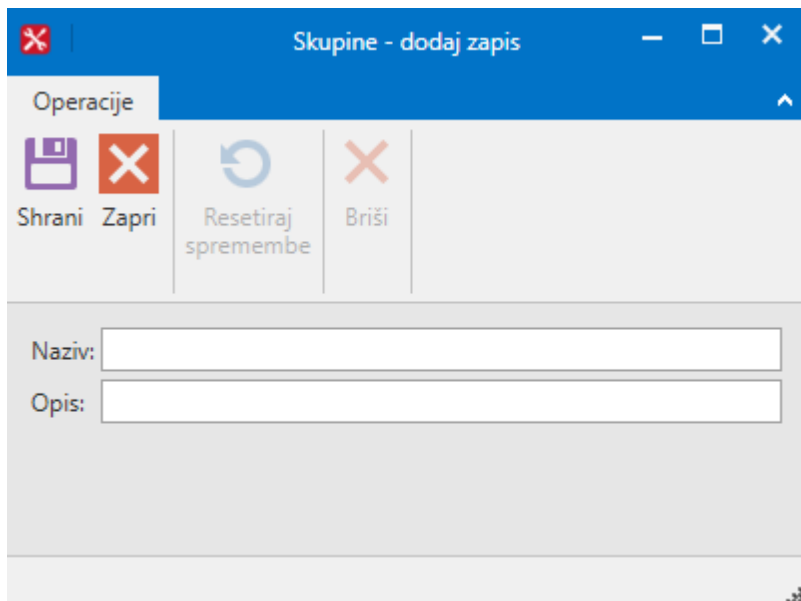 Skupine - dodaj zapis
Operacije
Shrani
Zapri
Resetiraj
spremembe
Briši
Naziv:
Opis: